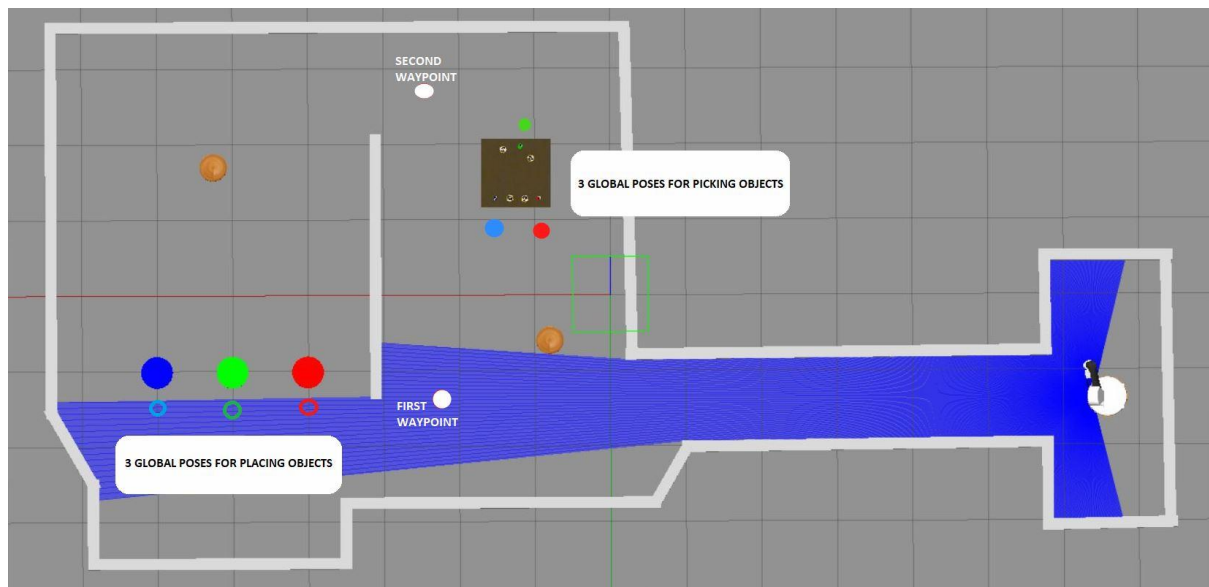 SECOND
WAYPOINT
3 GLOBAL POSES FOR PICKING OBJECTS
FIRST
WAYPOINT
3 GLOBAL POSES FOR PLACING OBJECTS